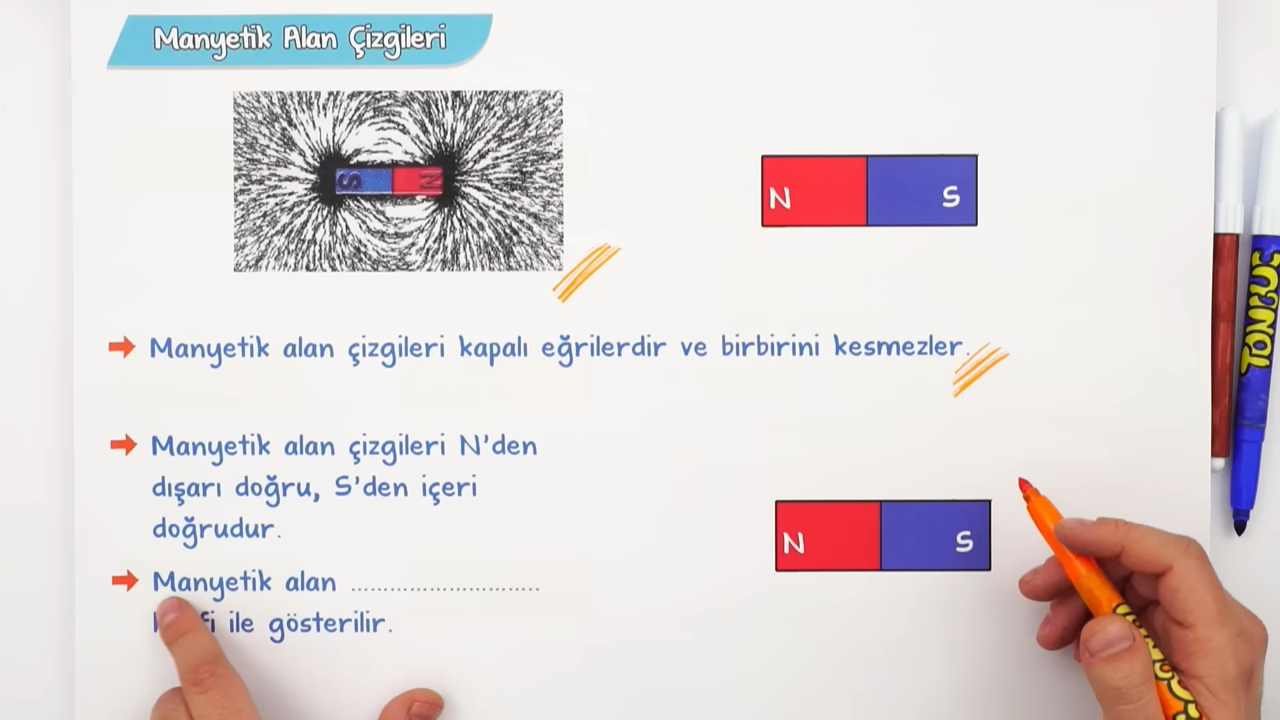 Manyetik Alan Çizgileri
S N
N S
Manyetik alan çizgileri kapalı eğrilerdir ve birbirini kesmezler.
Manyetik alan çizgileri N'den
dışarı doğru, S'den içeri
doğrudur.
N S
Manyetik alan ..............................
ile gösterilir.